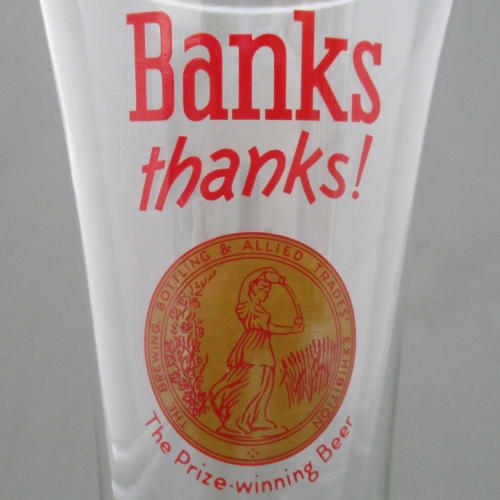 Banks
thanks!
THE BREWING, BOTTLING & ALLIED TRADES' EXHIBITION
The Prize-winning Beer